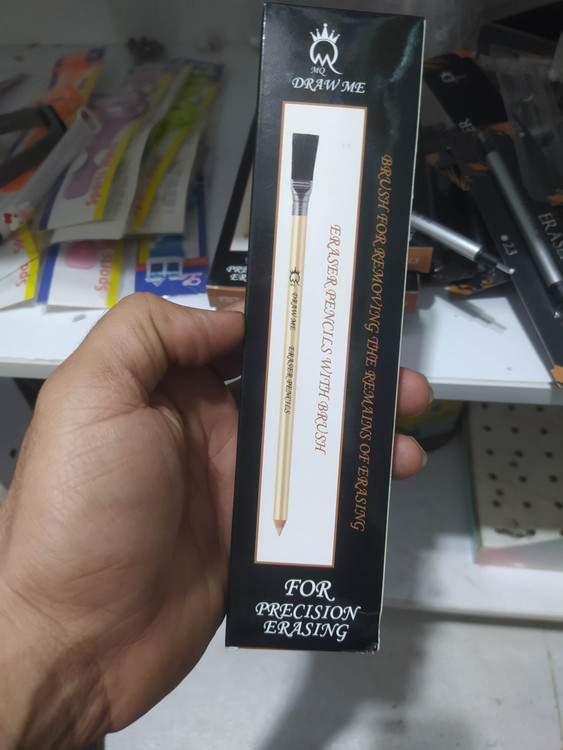 MQ
DRAW ME
BRUSH FOR REMOVING THE REMAINS OF ERASING
ERASER PENCILS WITH BRUSH
DRAW ME ERASER PENCILS
FOR
PRECISION
ERASING